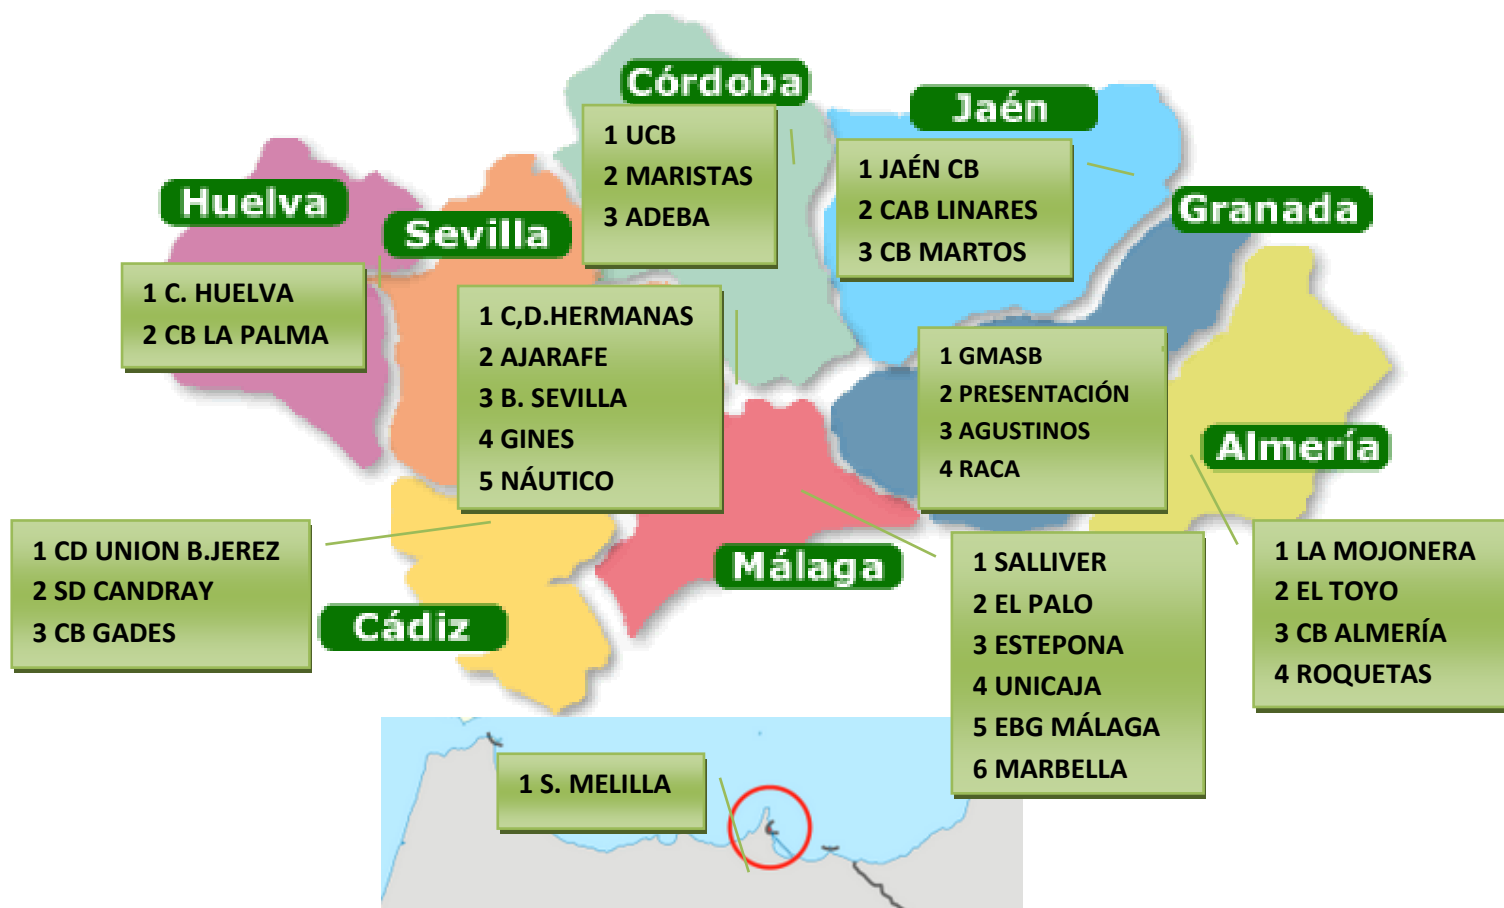 Córdoba
1 UCB
2 MARISTAS
3 ADEBA
Jaén
1 JAÉN CB
2 CAB LINARES
3 CB MARTOS
Huelva
1 C. HUELVA
2 CB LA PALMA
Sevilla
1 C,D.HERMANAS
2 AJARAFE
3 B. SEVILLA
4 GINES
5 NÁUTICO
Granada
1 GMASB
2 PRESENTACIÓN
3 AGUSTINOS
4 RACA
Almería
1 LA MOJONERA
2 EL TOYO
3 CB ALMERÍA
4 ROQUETAS
1 CD UNION B.JEREZ
2 SD CANDRAY
3 CB GADES
Cádiz
Málaga
1 SALLIVER
2 EL PALO
3 ESTEPONA
4 UNICAJA
5 EBG MÁLAGA
6 MARBELLA
1 S. MELILLA